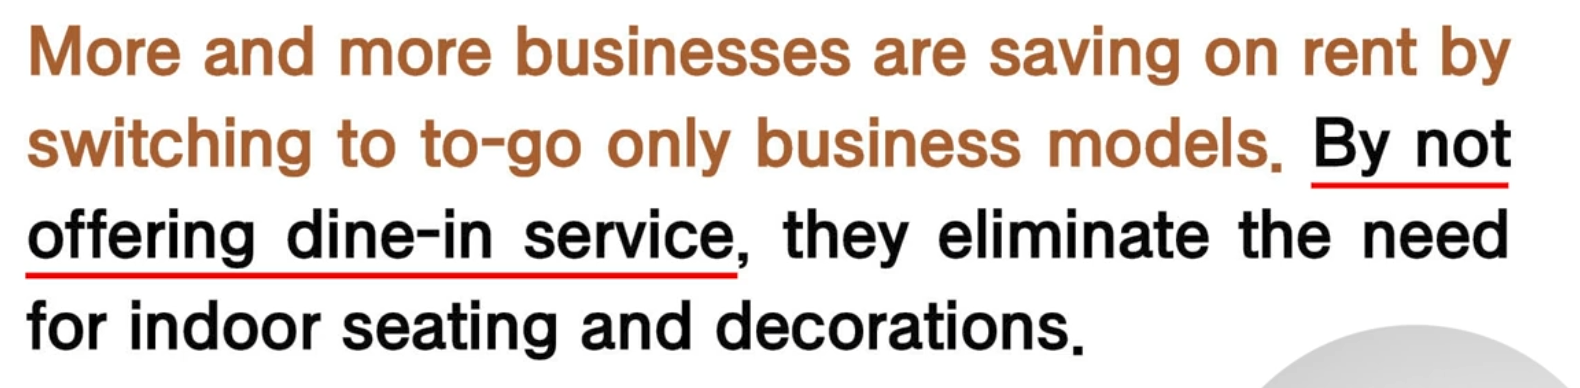 More and more businesses are saving on rent by
switching to to-go only business models. By not
offering dine-in service, they eliminate the need
for indoor seating and decorations.